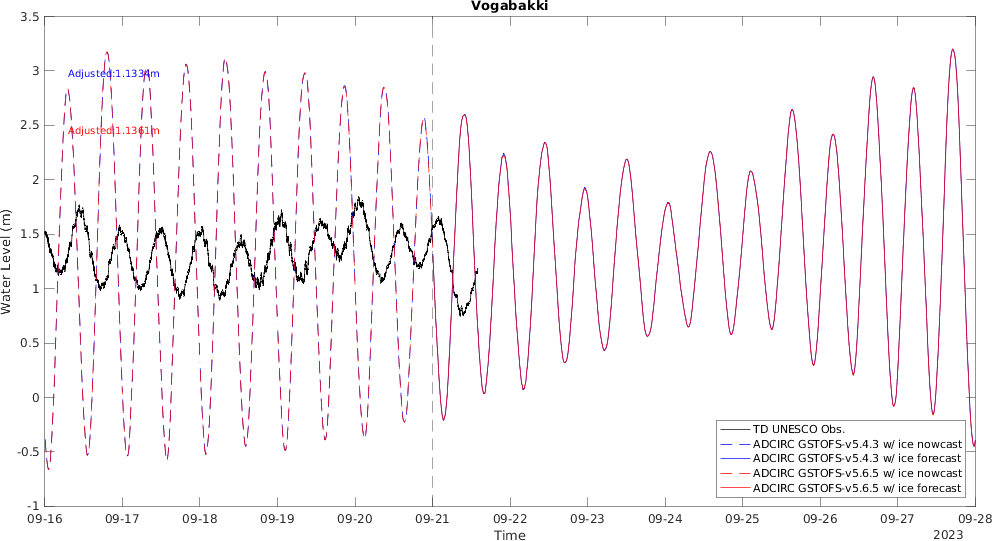 Vogabakki
3.5
3
2.5
2
1.5
1
0.5
0
-0.5
-1
Water Level (m)
Adjusted:1.1334m
Adjusted:1.1361m
TD UNESCO Obs.
ADCIRC GSTOFS-v5.4.3 w/ ice nowcast
ADCIRC GSTOFS-v5.4.3 w/ ice forecast
ADCIRC GSTOFS-v5.6.5 w/ ice nowcast
ADCIRC GSTOFS-v5.6.5 w/ ice forecast
09-16 09-17 09-18 09-19 09-20 09-21 09-22 09-23 09-24 09-25 09-26 09-27 09-28
Time
2023